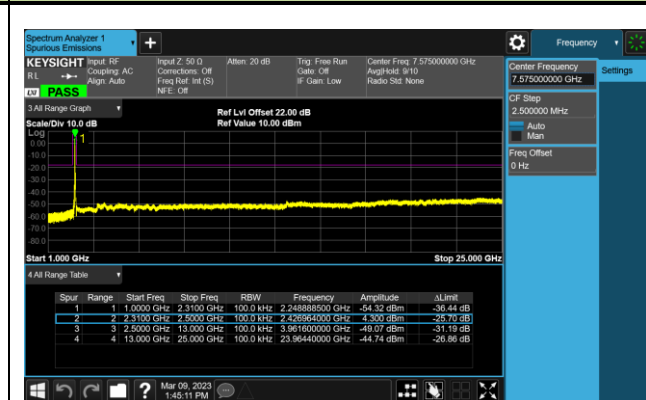 Spectrum Analyzer 1
Spurious Emissions
Frequency
KEYSIGHT
RL
LXI PASS
Input: RF
Coupling: AC
Align: Auto
Input Z: 50 Ω
Corrections: Off
Freq Ref: Int (S)
NFE: Off
Atten: 20 dB
Trig: Free Run
Gate: Off
IF Gain: Low
Center Freq: 7.575000000 GHz
Avg|Hold: 9/10
Radio Std: None
Center Frequency
7.575000000 GHz
Settings
CF Step
2.500000 MHz
Auto
Man
Freq Offset
0 Hz
3 All Range Graph
Scale/Div 10.0 dB
Ref Lvl Offset 22.00 dB
Ref Value 10.00 dBm
Log
1
0.00
-10.0
-20.0
-30.0
-40.0
-50.0
-60.0
-70.0
-80.0
Start 1.000 GHz
Stop 25.000 GHz
4 All Range Table
Spur Range Start Freq Stop Freq RBW Frequency Amplitude ΔLimit
1 1 1.0000 GHz 2.3100 GHz 100.0 kHz 2.248888500 GHz -54.32 dBm -36.44 dB
2 2 2.3100 GHz 2.5000 GHz 100.0 kHz 2.426964000 GHz 4.300 dBm -25.70 dB
3 3 2.5000 GHz 13.000 GHz 100.0 kHz 3.961600000 GHz -49.07 dBm -31.19 dB
4 4 13.000 GHz 25.000 GHz 100.0 kHz 23.96440000 GHz -44.74 dBm -26.86 dB
?
Mar 09, 2023
1:45:11 PM